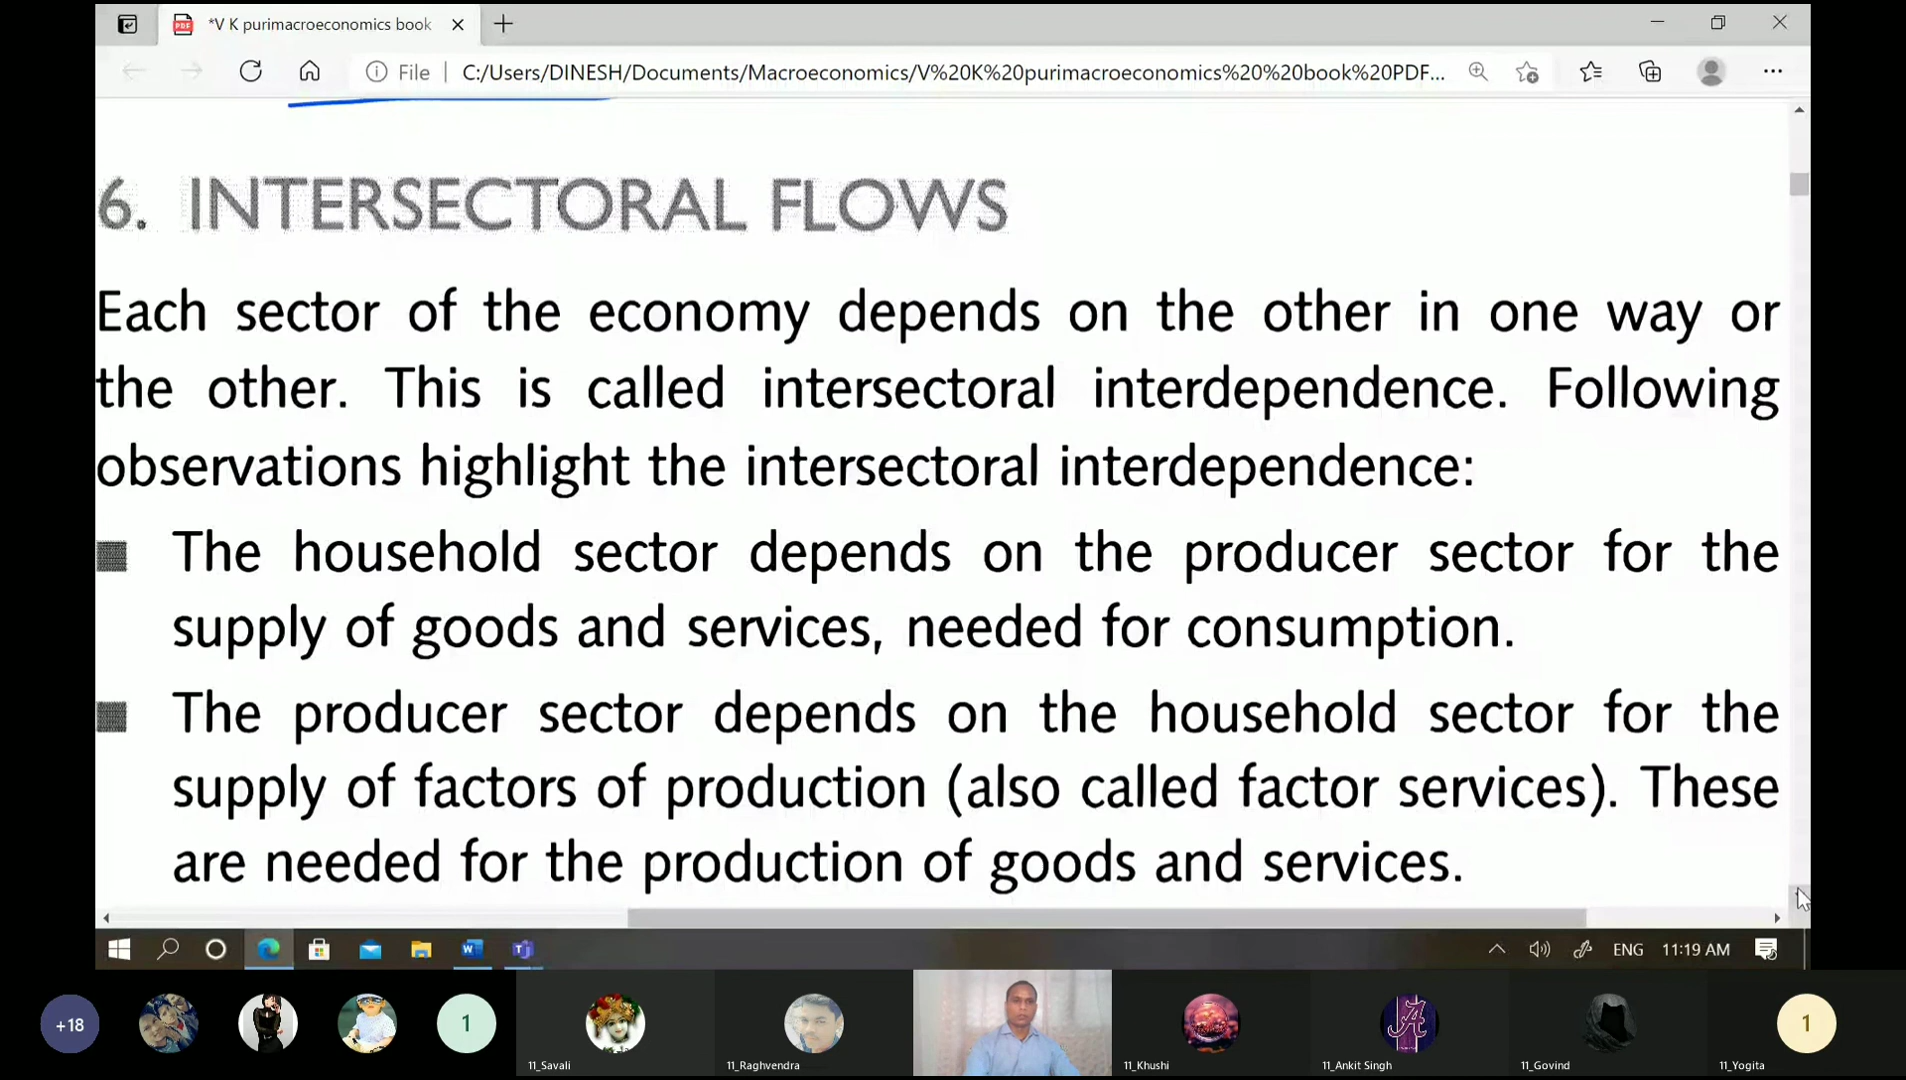 *V K purimacroeconomics book
File
C:/Users/DINESH/Documents/Macroeconomics/V%20K%20purimacroeconomics%20%20book%20PDF...
6. INTERSECTORAL FLOWS
Each sector of the economy depends on the other in one way or
the other. This is called intersectoral interdependence. Following
observations highlight the intersectoral interdependence:
The household sector depends on the producer sector for the
supply of goods and services, needed for consumption.
The producer sector depends on the household sector for the
supply of factors of production (also called factor services). These
are needed for the production of goods and services.
ENG 11:19 AM
+18
1
11_Savali
11_Raghvendra
11_Khushi
11_Ankit Singh
11_Govind
1
11_Yogita